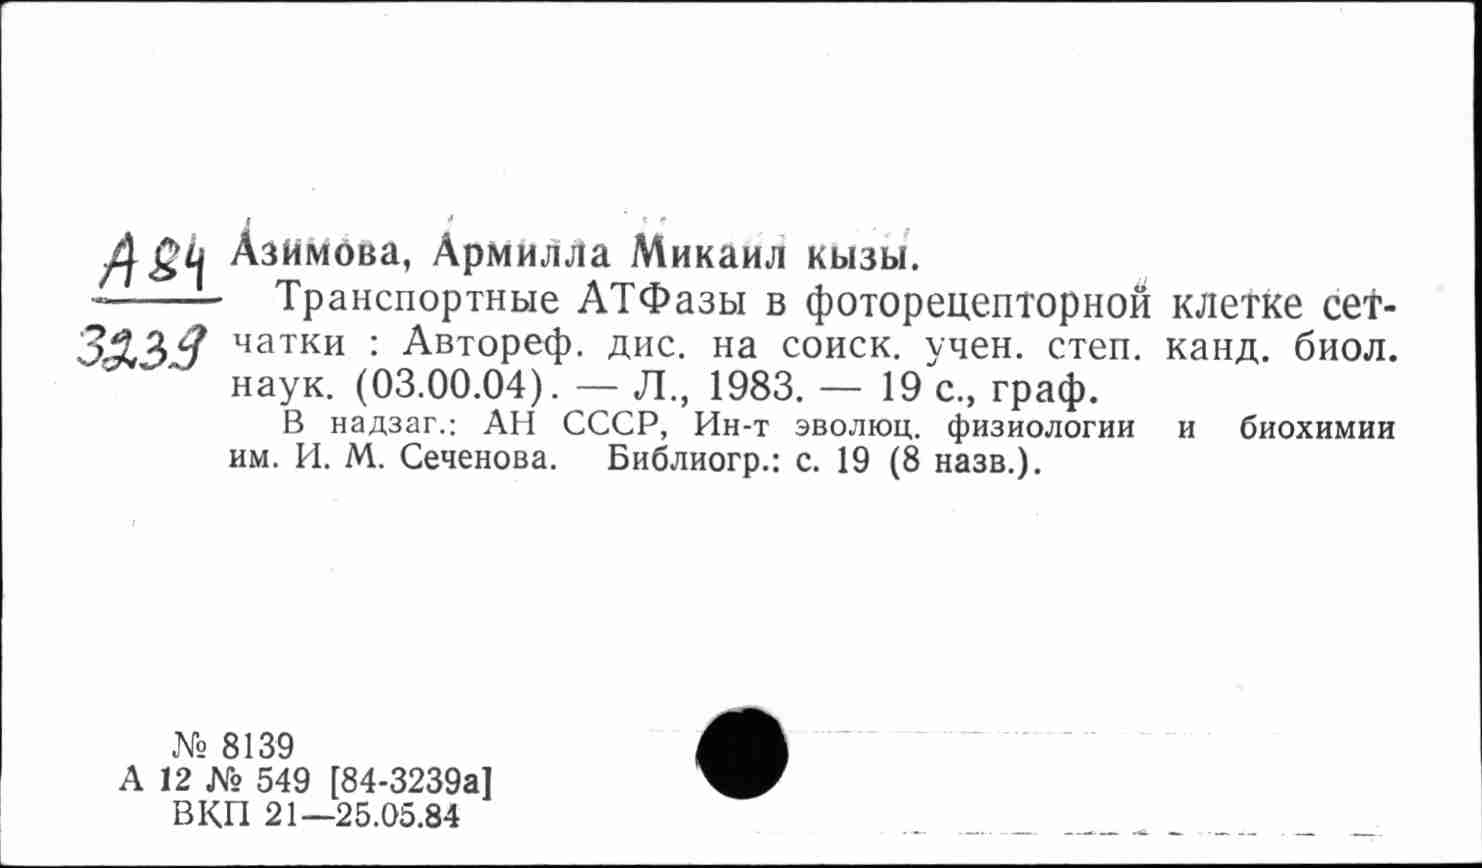 А84 Азимова, Армилла Микаил кызы.
Транспортные АТФазы в фоторецепторной клетке сет-
3239 чатки : Автореф. дис. на соиск. учен. степ. канд. биол.
наук. (03.00.04). — Л., 1983. — 19 с., граф.
В надзаг.: АН СССР, Ин-т эволюц. физиологии и биохимии
им. И. М. Сеченова. Библиогр.: с. 19 (8 назв.).
№ 8139
А 12 № 549 [84-3239а]
ВКП 21—25.05.84